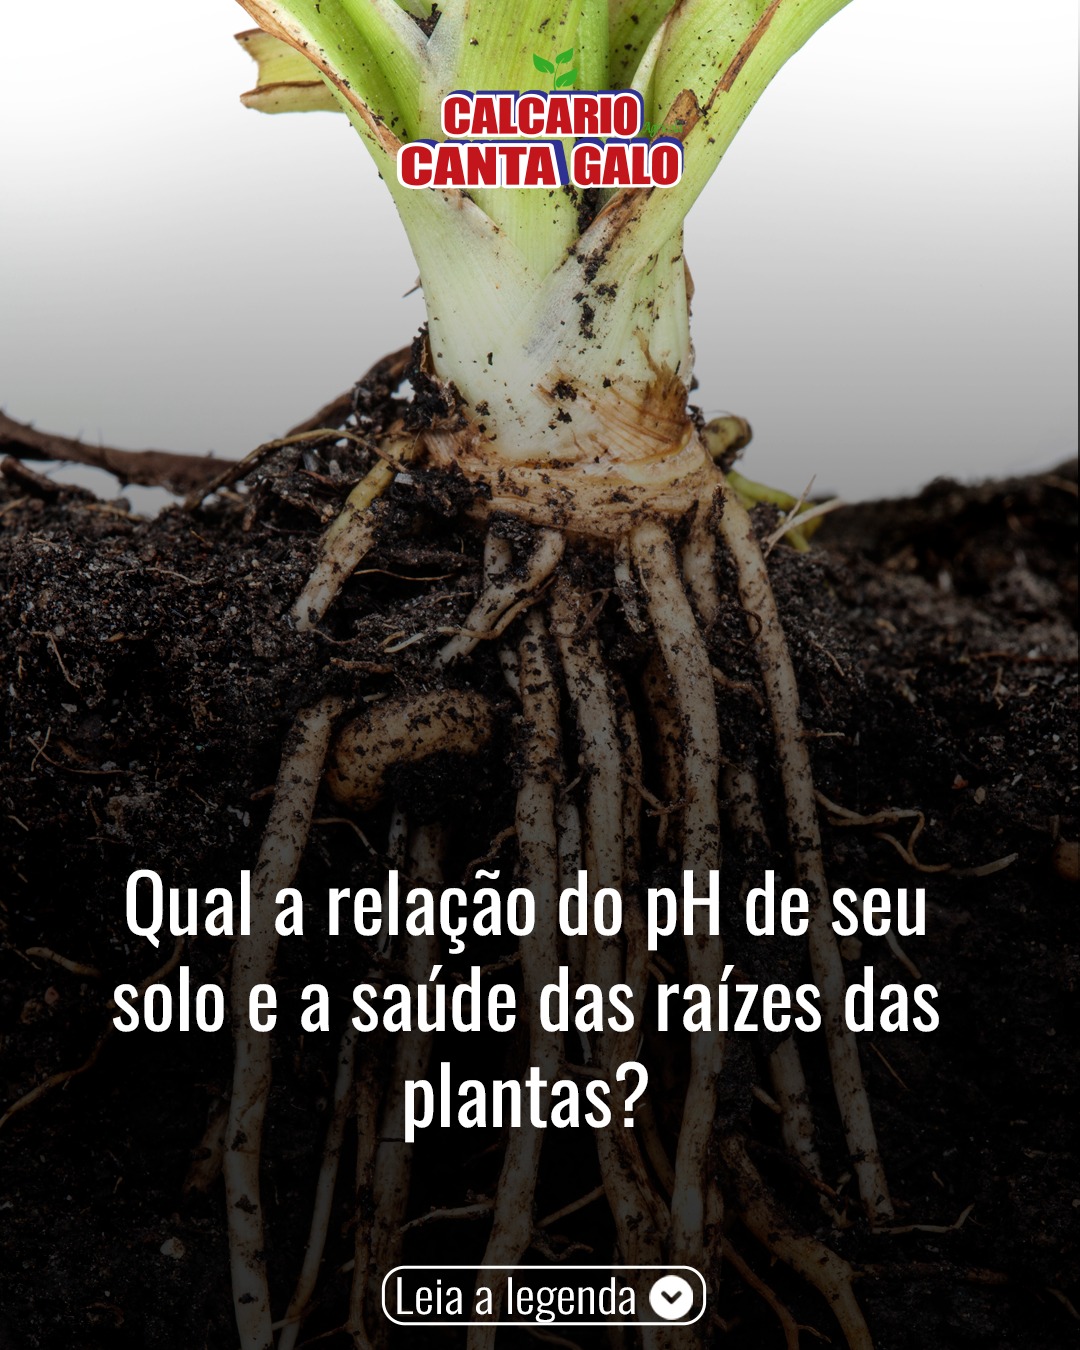 CALCARIO
CANTA GALO
Qual a relação do pH de seu
solo e a saúde das raízes das
plantas?
Leia a legenda